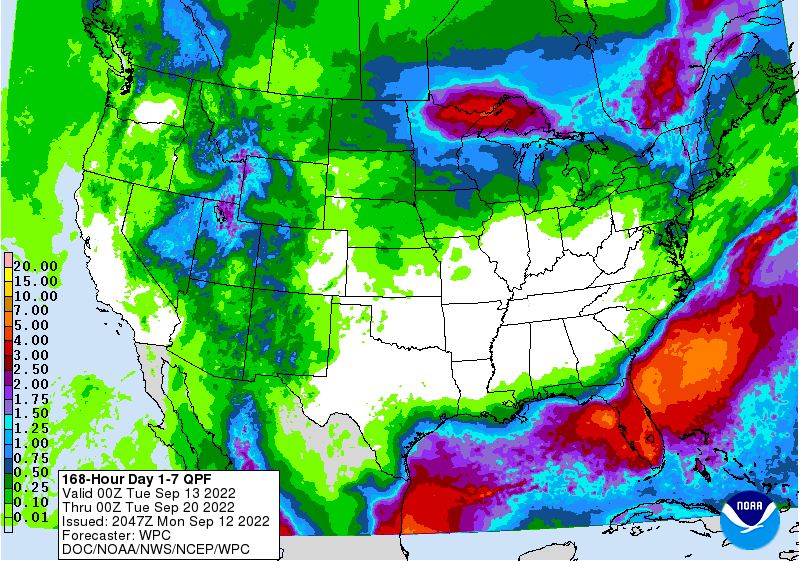 20.00
15.00
10.00
7.00
5.00
4.00
3.00
2.50
2.00
1.75
1.50
1.25
1.00
0.75
0.50
0.25
0.10
0.01
168-Hour Day 1-7 QPF
Valid 00Z Tue Sep 13 2022
Thru 00Z Tue Sep 20 2022
Issued: 2047Z Mon Sep 12 2022
Forecaster: WPC
DOC/NOAA/NWS/NCEP/WPC
NOAA